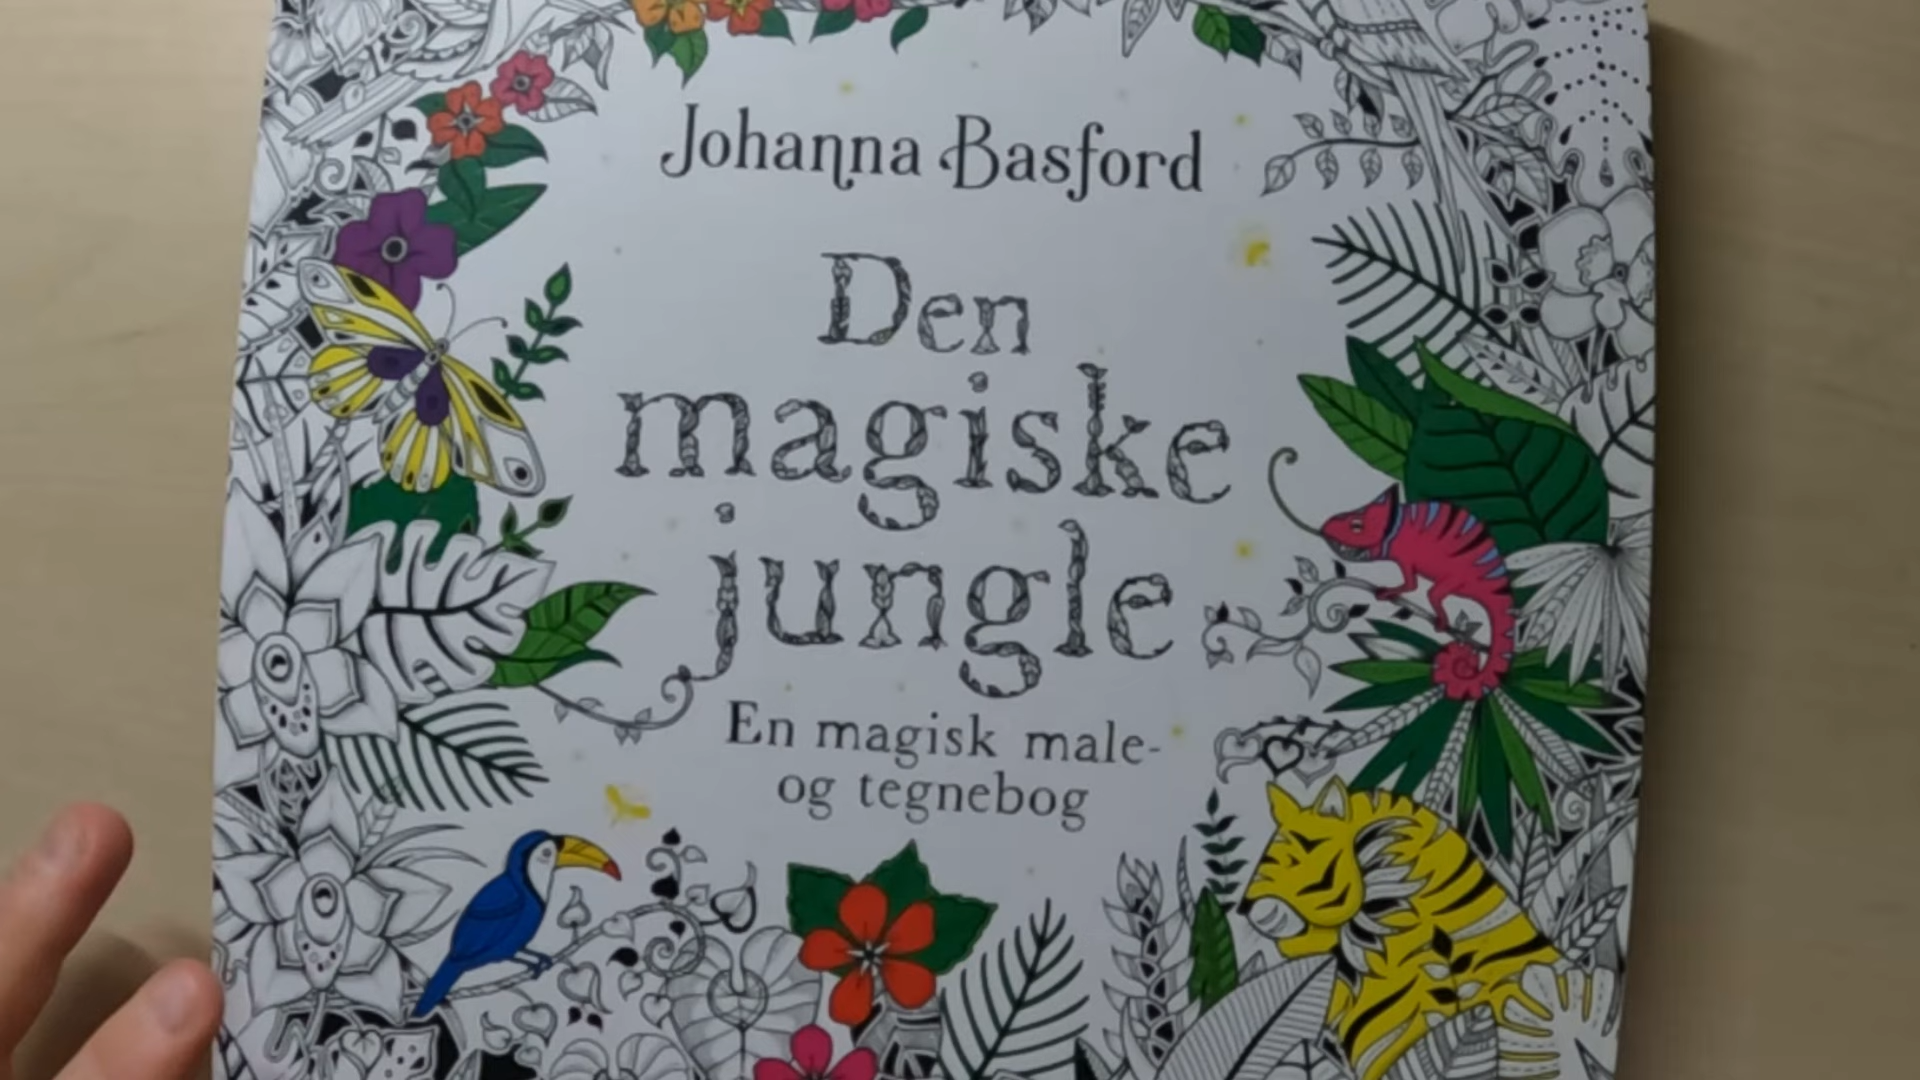 Johanna Basford
Den
magiske
jungle
En magisk male-
og tegnebog